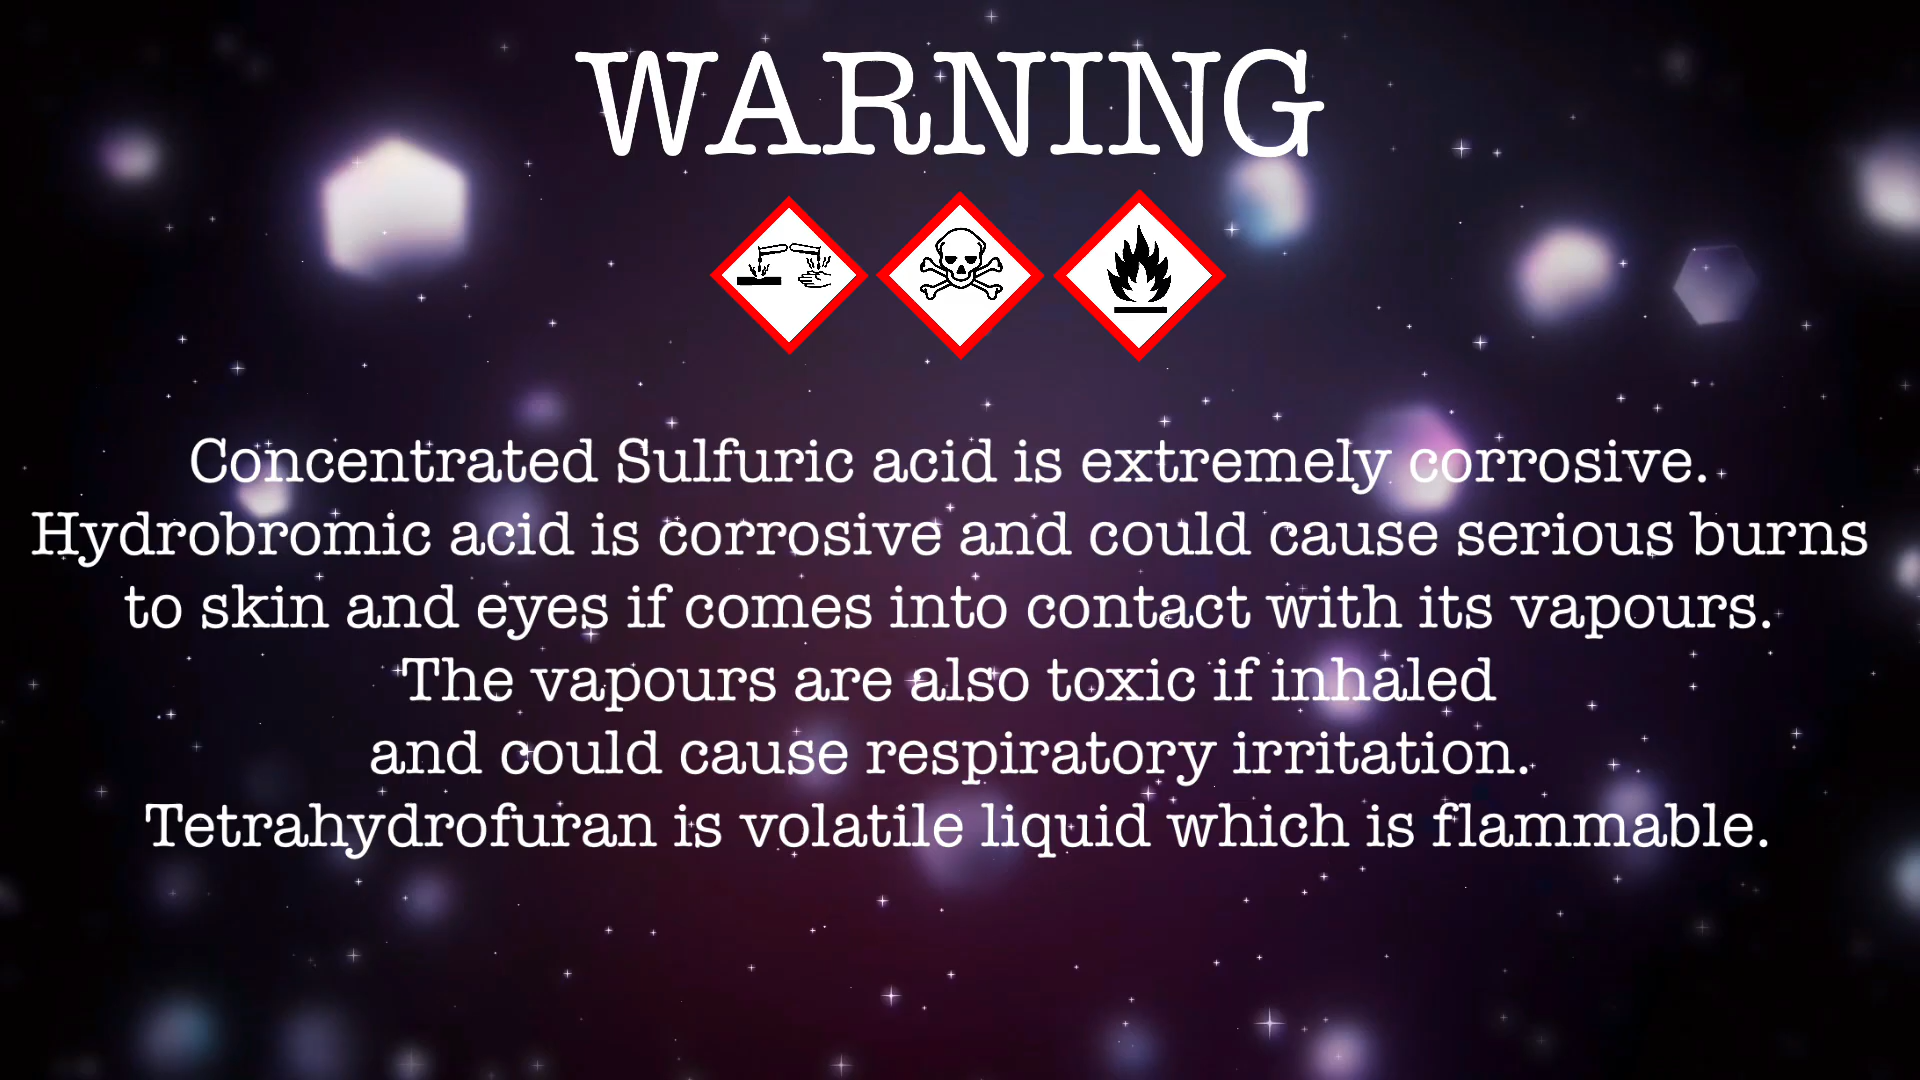 WARNING
Concentrated Sulfuric acid is extremely corrosive.
Hydrobromic acid is corrosive and could cause serious burns
to skin and eyes if comes into contact with its vapours.
The vapours are also toxic if inhaled
and could cause respiratory irritation.
Tetrahydrofuran is volatile liquid which is flammable.